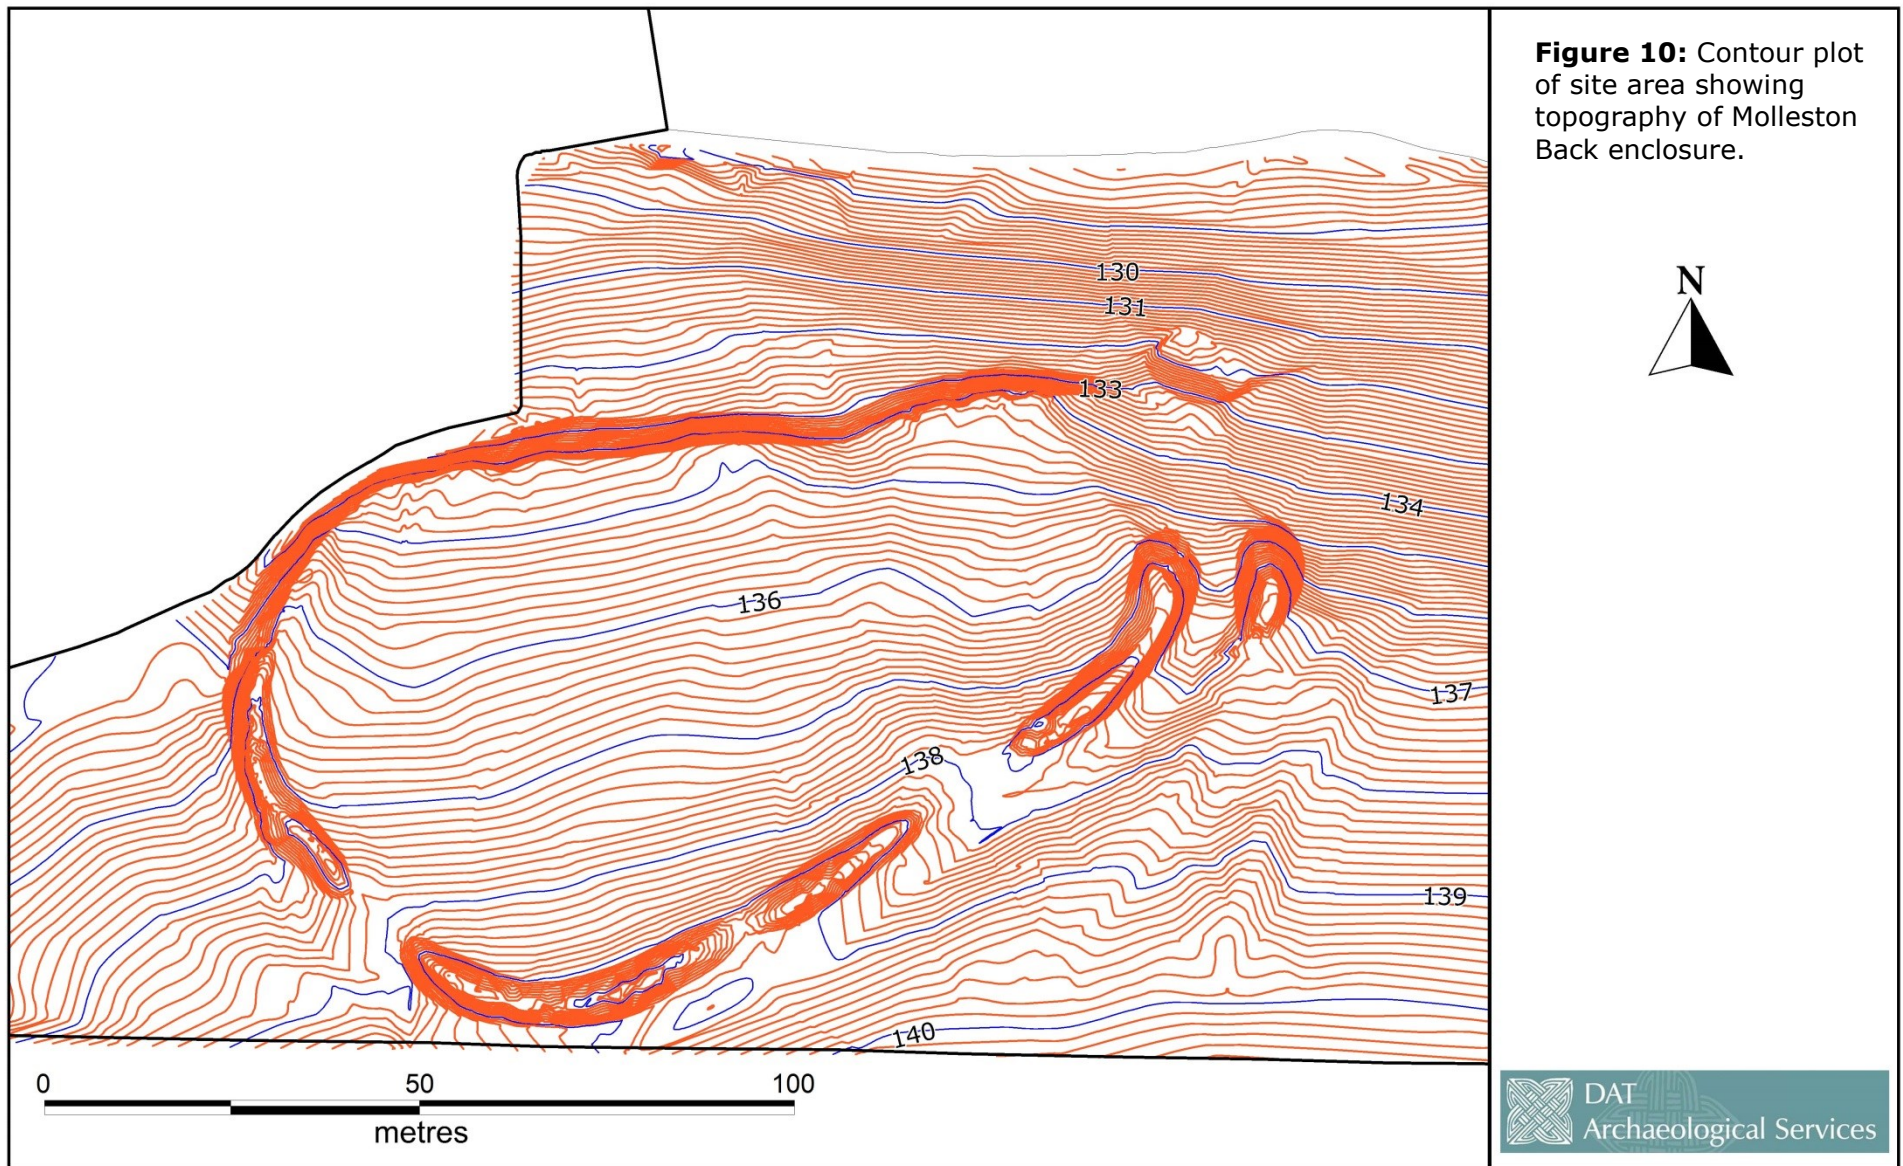 Figure 10: Contour plot
of site area showing
topography of Molleston
Back enclosure.
N
130
131
133
134
136
137
138
139
140
0 50 100
metres
DAT
Archaeological Services